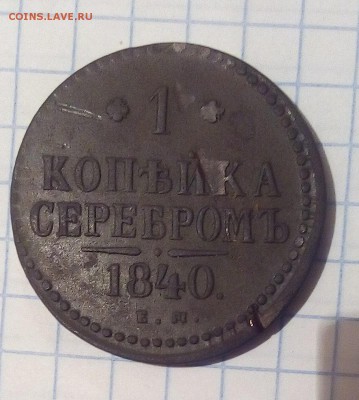 COINS.LAVE.RU
1
КОПѢЙКА
СЕРЕБРОМЪ
1840.
Е.М.